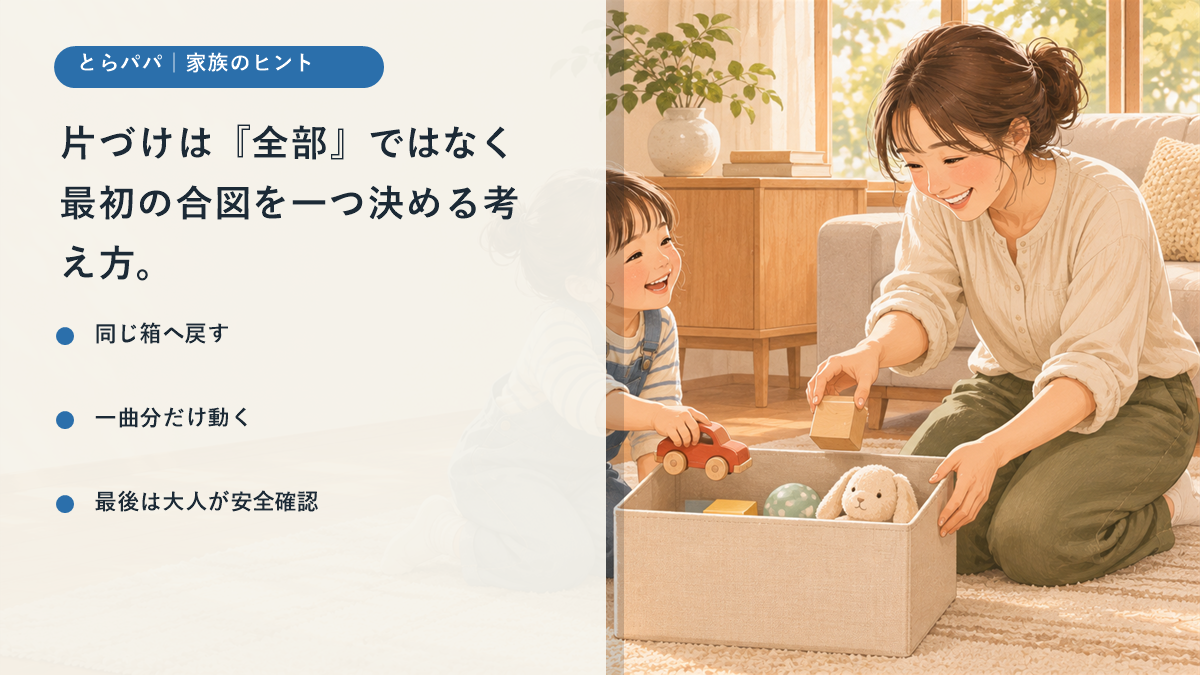 とらパパ｜家族のヒント
片づけは『全部』ではなく
最初の合図を一つ決める考
え方。
同じ箱へ戻す
一曲分だけ動く
最後は大人が安全確認